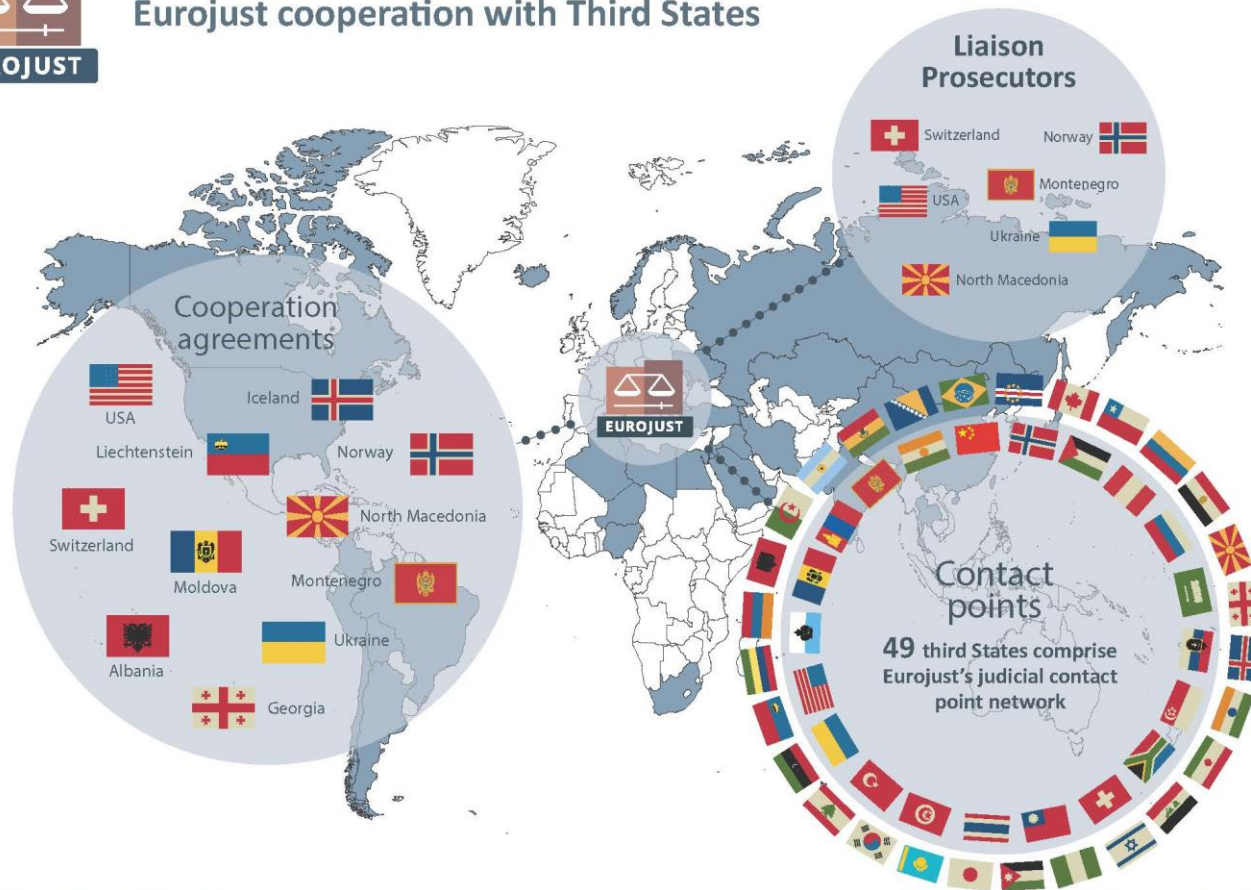 Eurojust cooperation with Third States
OJUST
Liaison
Prosecutors
Switzerland
Norway
USA
Montenegro
Ukraine
North Macedonia
Cooperation
agreements
USA
Iceland
Liechtenstein
Norway
Switzerland
North Macedonia
Moldova
Montenegro
Albania
Ukraine
Georgia
EUROJUST
Contact
points
49 third States comprise
Eurojust's judicial contact
point network